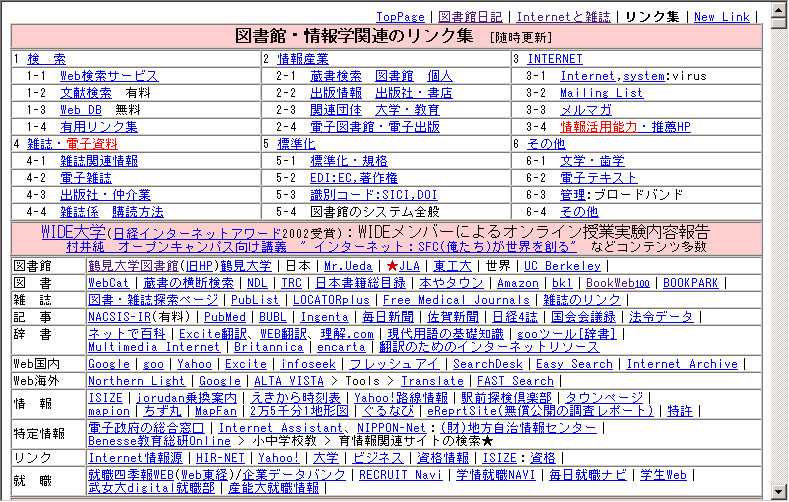 TopPage | 図書館日記 | Internetと雑誌 | リンク集 | New Link |
図書館・情報学関連のリンク集 [随時更新]
1 検 索 2 情報産業 3 INTERNET
1-1 Web検索サービス 2-1 蔵書検索 図書館 個人 3-1 Internet,system:virus
1-2 文献検索 有料 2-2 出版情報 出版社・書店 3-2 Mailing List
1-3 Web DB 無料 2-3 関連団体 大学・教育 3-3 メルマガ
1-4 有用リンク集 2-4 電子図書館・電子出版 3-4 情報活用能力・推薦HP
4 雑誌・電子資料 5 標準化 6 その他
4-1 雑誌関連情報 5-1 標準化・規格 6-1 文学・歯学
4-2 電子雑誌 5-2 EDI:EC,著作権 6-2 電子テキスト
4-3 出版社・仲介業 5-3 識別コード:SICI,DOI 6-3 管理:ブロードバンド
4-4 雑誌係 購読方法 5-4 図書館のシステム全般 6-4 その他
WIDE大学(日経インターネットアワード2002受賞):WIDEメンバーによるオンライン授業実験内容報告
村井純 オープンキャンパス向け講義 " インターネット:SFC(俺たち)が世界を創る" などコンテンツ多数
図書館 鶴見大学図書館(旧HP)鶴見大学 | 日本 | Mr.Ueda | ★JLA | 東工大 | 世界 | UC Berkeley |
図 書 WebCat | 蔵書の横断検索 | NDL | TRC | 日本書籍総目録 | 本やタウン | Amazon | bk1 | BookWeb100 | BOOKPARK |
雑 誌 図書・雑誌探索ページ | PubList | LOCATORplus | Free Medical Journals | 雑誌のリンク |
記 事 NACSIS-IR(有料) | PubMed | BUBL | Ingenta | 毎日新聞 | 佐賀新聞 | 日経4誌 | 国会会議録 | 法令データ |
辞 書 ネットで百科 | Excite翻訳、WEB翻訳、理解.com | 現代用語の基礎知識 | gooツール[辞書] |
Multimedia Internet | Britannica | encarta | 翻訳のためのインターネットリソース
Web国内 Google | goo | Yahoo | Excite | infoseek | フレッシュアイ | SearchDesk | Easy Search | Internet Archive |
Web海外 Northern Light | Google | ALTA VISTA > Tools > Translate | FAST Search |
情 報 ISIZE | jorudan乗換案内 | えきから時刻表 | Yahoo!路線情報 | 駅前探検倶楽部 | タウンページ |
mapion | ちず丸 | MapFan | 2万5千分1地形図 | ぐるなび | eReprtSite(無償公開の調査レポート) | 特許 |
特定情報 電子政府の総合窓口 | Internet Assistank、NIPPON-Net:(財)地方自治情報センター |
Benesse教育総研Online > 小中学校教 > 育情報関連サイトの検索★
リンク Internet情報源 | HIR-NET | Yahoo! | 大学 | ビジネス | 資格情報 | ISIZE:資格 |
就 職 就職四季報WEB(Web東経)/企業データバンク | RECRUIT Navi | 学情就職NAVI | 毎日就職ナビ | 学生Web |
武女大digital就職部 | 産能大就職情報 |